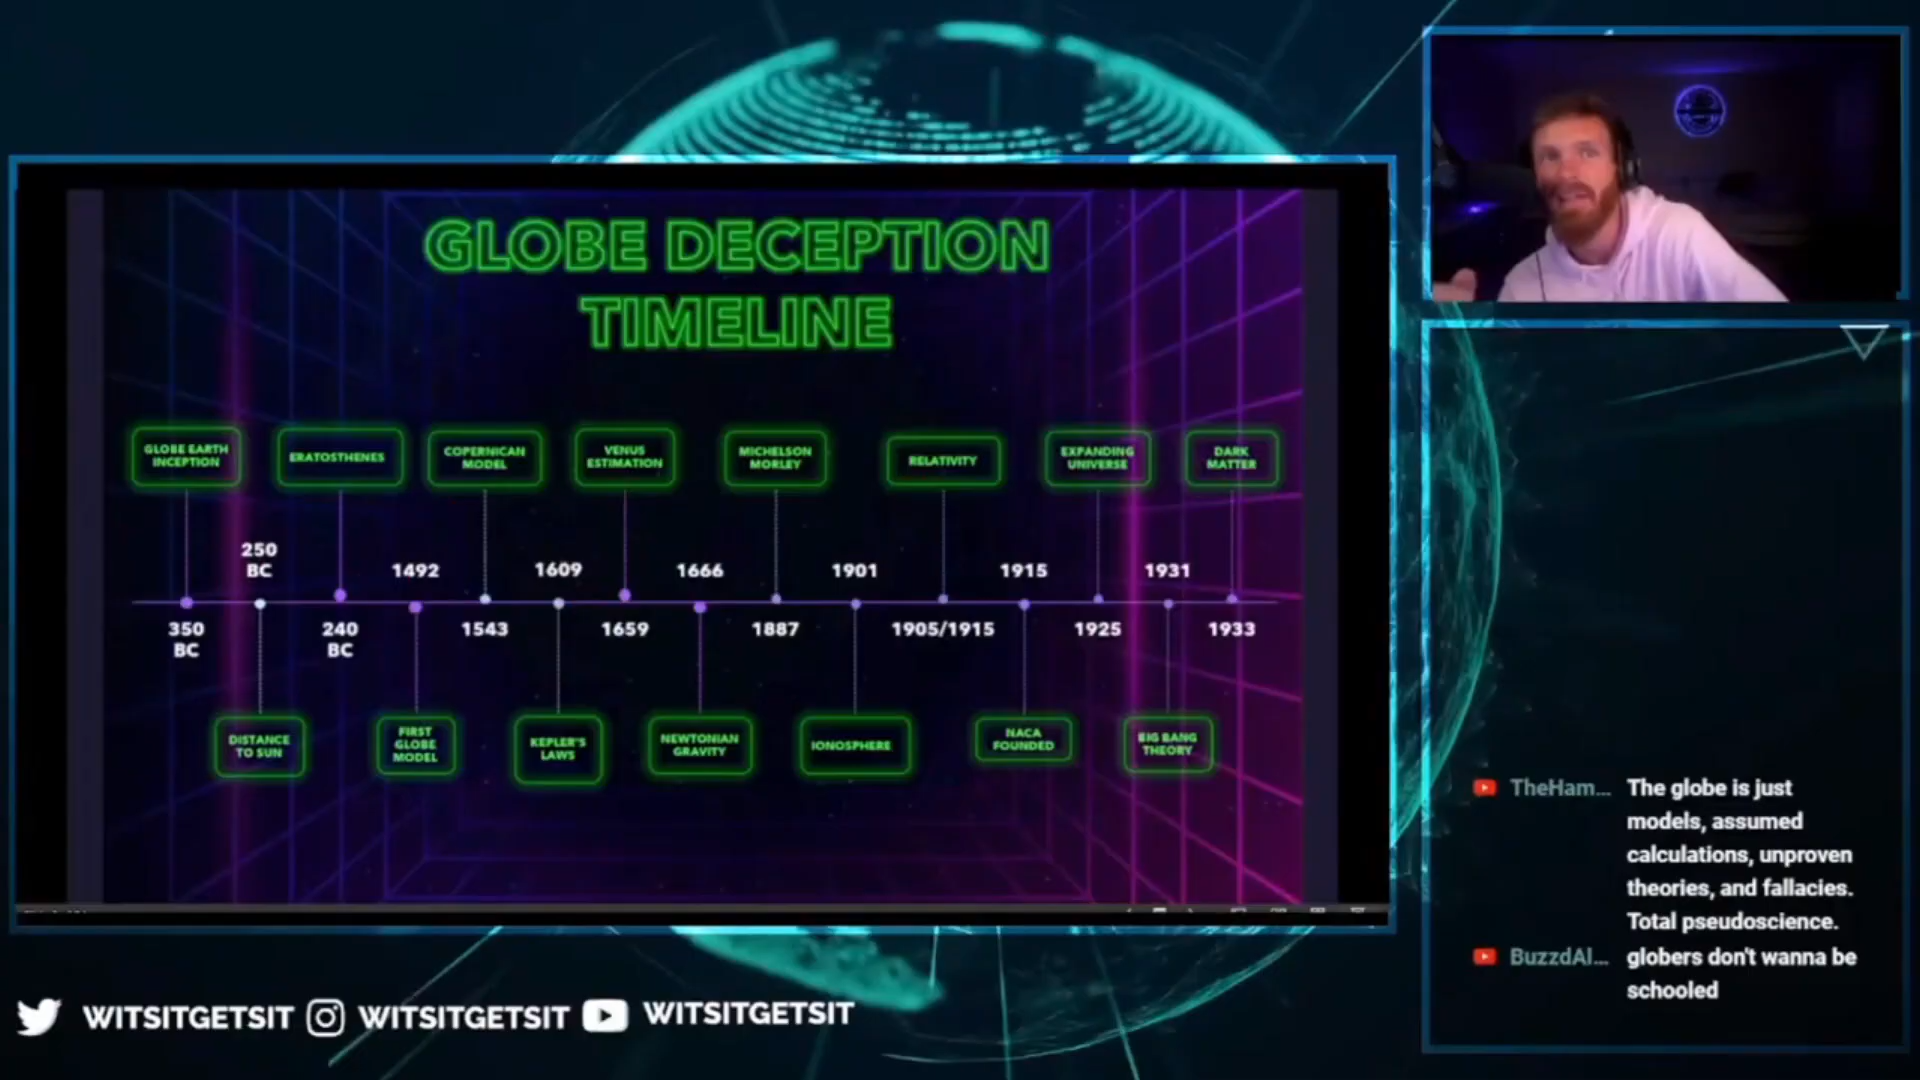 GLOBE DECEPTION
TIMELINE
GLOBE EARTH
INCEPTION
ERATOSTHENES
COPERNICAN
MODEL
VENUS
ESTIMATION
MICHELSON
MORLEY
RELATIVITY
EXPANDING
UNIVERSE
DARK
MATTER
250
BC
1492
1609
1666
1901
1915
1931
350
BC
240
BC
1543
1659
1887
1905/1915
1925
1933
DISTANCE
TO SUN
FIRST
GLOBE
MODEL
KEPLER'S
LAWS
NEWTONIAN
GRAVITY
IONOSPHERE
NACA
FOUNDED
BIG BANG
THEORY
TheHam... The globe is just
models, assumed
calculations, unproven
theories, and fallacies.
Total pseudoscience.
BuzzdAl... globers don't wanna be
schooled
WITSITGETSIT WITSITGETSIT WITSITGETSIT